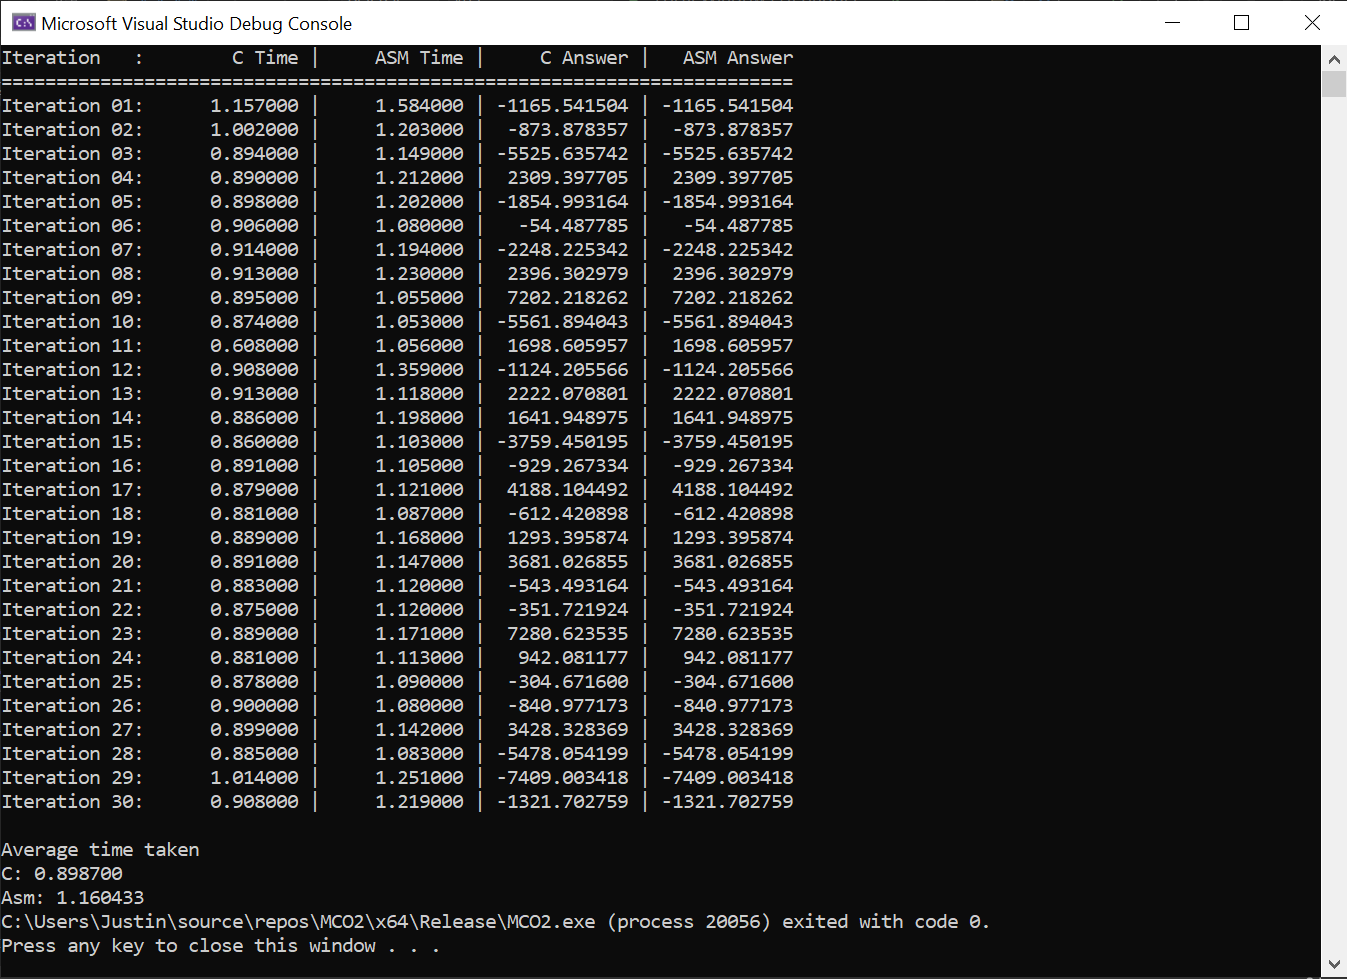 Microsoft Visual Studio Debug Console
Iteration   :        C Time |     ASM Time |     C Answer |   ASM Answer
========================================================================
Iteration 01:      1.157000 |     1.584000 | -1165.541504 | -1165.541504
Iteration 02:      1.002000 |     1.203000 |  -873.878357 |  -873.878357
Iteration 03:      0.894000 |     1.149000 | -5525.635742 | -5525.635742
Iteration 04:      0.890000 |     1.212000 |  2309.397705 |  2309.397705
Iteration 05:      0.898000 |     1.202000 | -1854.993164 | -1854.993164
Iteration 06:      0.906000 |     1.080000 |   -54.487785 |   -54.487785
Iteration 07:      0.914000 |     1.194000 | -2248.225342 | -2248.225342
Iteration 08:      0.913000 |     1.230000 |  2396.302979 |  2396.302979
Iteration 09:      0.895000 |     1.055000 |  7202.218262 |  7202.218262
Iteration 10:      0.874000 |     1.053000 | -5561.894043 | -5561.894043
Iteration 11:      0.608000 |     1.056000 |  1698.605957 |  1698.605957
Iteration 12:      0.908000 |     1.359000 | -1124.205566 | -1124.205566
Iteration 13:      0.913000 |     1.118000 |  2222.070801 |  2222.070801
Iteration 14:      0.886000 |     1.198000 |  1641.948975 |  1641.948975
Iteration 15:      0.860000 |     1.103000 | -3759.450195 | -3759.450195
Iteration 16:      0.891000 |     1.105000 |  -929.267334 |  -929.267334
Iteration 17:      0.879000 |     1.121000 |  4188.104492 |  4188.104492
Iteration 18:      0.881000 |     1.087000 |  -612.420898 |  -612.420898
Iteration 19:      0.889000 |     1.168000 |  1293.395874 |  1293.395874
Iteration 20:      0.891000 |     1.147000 |  3681.026855 |  3681.026855
Iteration 21:      0.883000 |     1.120000 |  -543.493164 |  -543.493164
Iteration 22:      0.875000 |     1.120000 |  -351.721924 |  -351.721924
Iteration 23:      0.889000 |     1.171000 |  7280.623535 |  7280.623535
Iteration 24:      0.881000 |     1.113000 |   942.081177 |   942.081177
Iteration 25:      0.878000 |     1.090000 |  -304.671600 |  -304.671600
Iteration 26:      0.900000 |     1.080000 |  -840.977173 |  -840.977173
Iteration 27:      0.899000 |     1.142000 |  3428.328369 |  3428.328369
Iteration 28:      0.885000 |     1.083000 | -5478.054199 | -5478.054199
Iteration 29:      1.014000 |     1.251000 | -7409.003418 | -7409.003418
Iteration 30:      0.908000 |     1.219000 | -1321.702759 | -1321.702759
Average time taken
C: 0.898700
Asm: 1.160433
C:\Users\Justin\source\repos\MCO2\x64\Release\MCO2.exe (process 20056) exited with code 0.
Press any key to close this window . . .